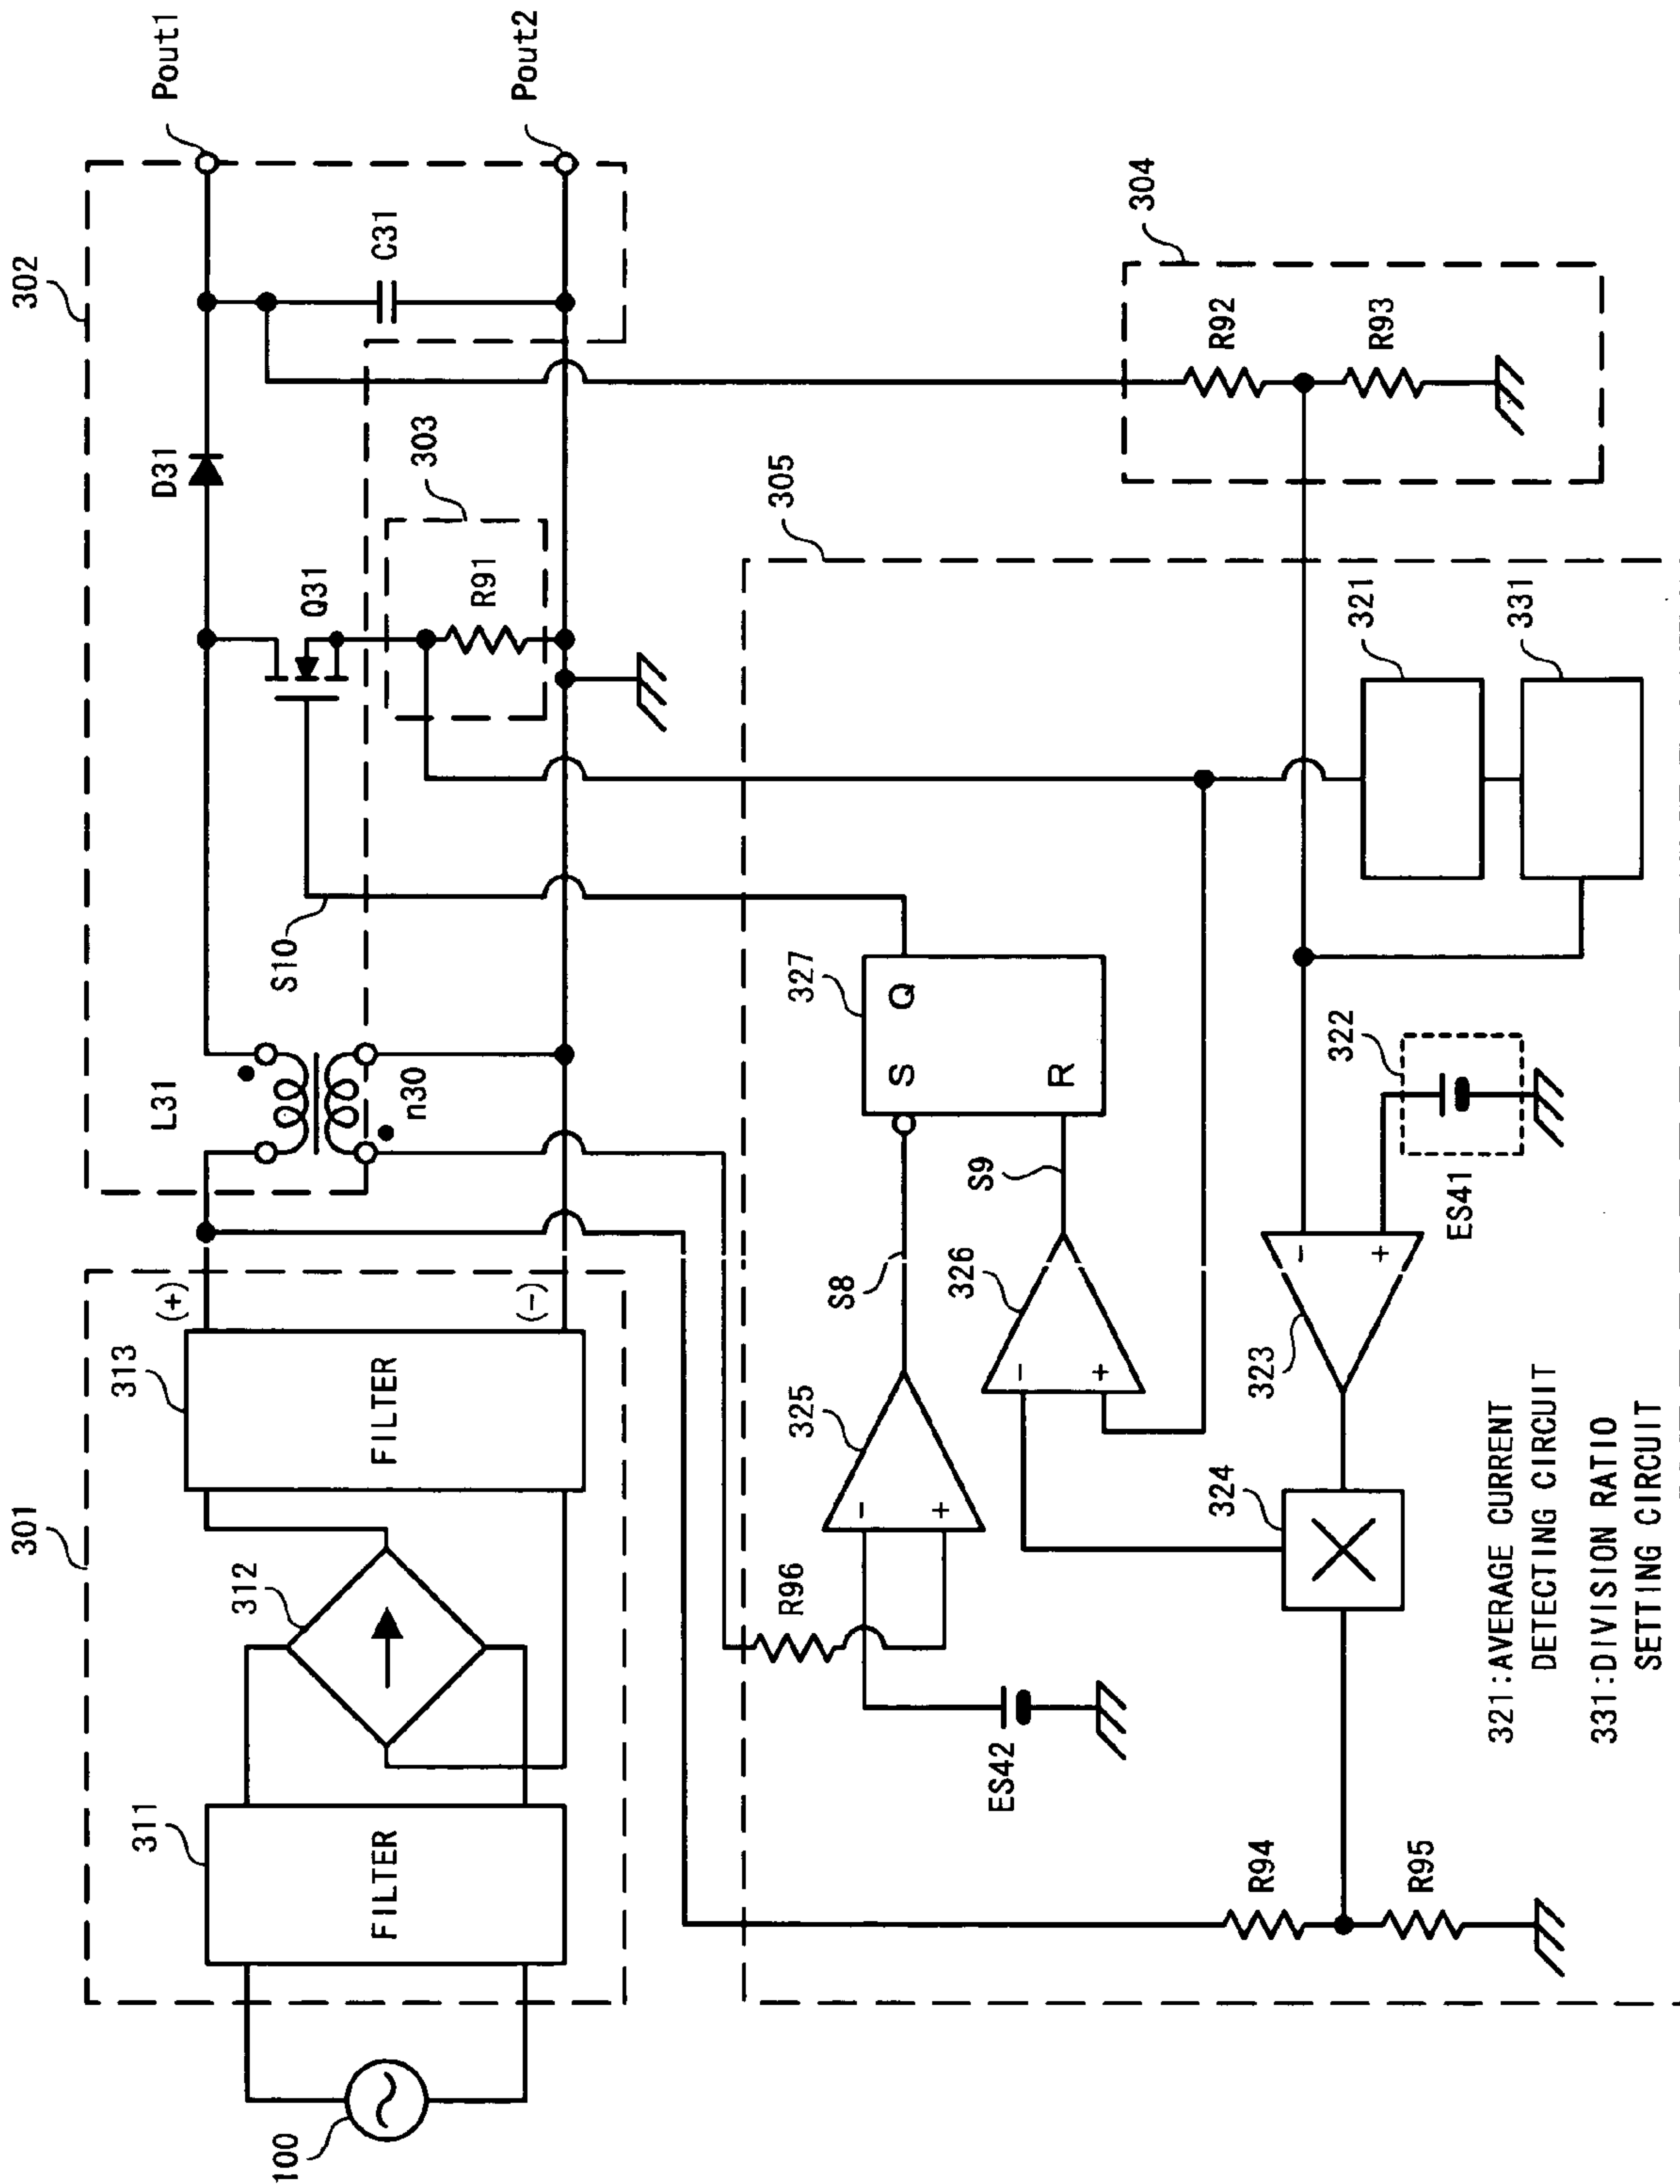 302
Pout1
Pout2
301
313
(+)
L31
D31
C31
Q31
303
R91
n30
(-)
312
311
FILTER
FILTER
100
S10
304
R92
R93
305
327
S
Q
R
S8
S9
325
-
+
326
-
+
R96
ES42
321
331
322
ES41
323
-
+
324
R94
R95
321:AVERAGE CURRENT
DETECTING CIRCUIT
331:DIVISION RATIO
SETTING CIRCUIT